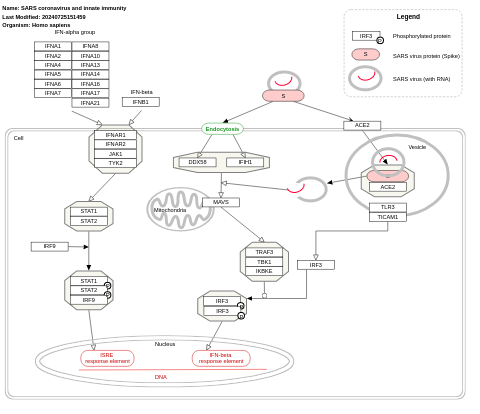 Name: SARS coronavirus and innate immunity
Last Modified: 20240725151459
Organism: Homo sapiens
IFN-alpha group
IFNA1 IFNA8
IFNA2 IFNA10
IFNA4 IFNA13
IFNA5 IFNA14
IFNA6 IFNA16
IFNA7 IFNA17
IFNA21
IFN-beta
IFNB1
Legend
IRF3
P
Phosphorylated protein
S
SARS virus protein (Spike)
SARS virus (with RNA)
S
Endocytosis
ACE2
Cell
IFNAR1
IFNAR2
JAK1
TYK2
DDX58 IFIH1
Vesicle
ACE2
Mitochondria
MAVS
TLR3
TICAM1
STAT1
STAT2
IRF9
TRAF3
TBK1
IKBKE
IRF3
STAT1
P
STAT2
P
IRF9
IRF3
P
IRF3
P
Nucleus
ISRE
response element
IFN-beta
response element
DNA